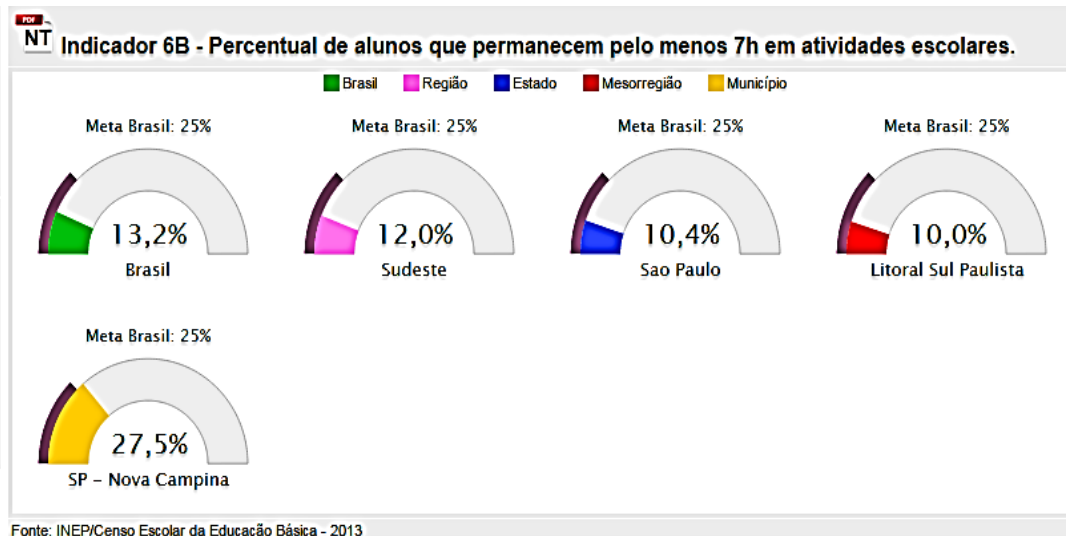 PDF
NT
Indicador 6B - Percentual de alunos que permecem pelo menos 7h em atividades escolares.
Brasil Região Estado Mesorregião Município
Meta Brasil: 25% Meta Brasil: 25% Meta Brasil: 25% Meta Brasil: 25%
13,2% 12,0% 10,4% 10,0%
Brasil Sudeste Sao Paulo Litoral Sul Paulista
Meta Brasil: 25%
27,5%
SP – Nova Campina
Fonte: INEP/Censo Escolar da Educação Básica - 2013